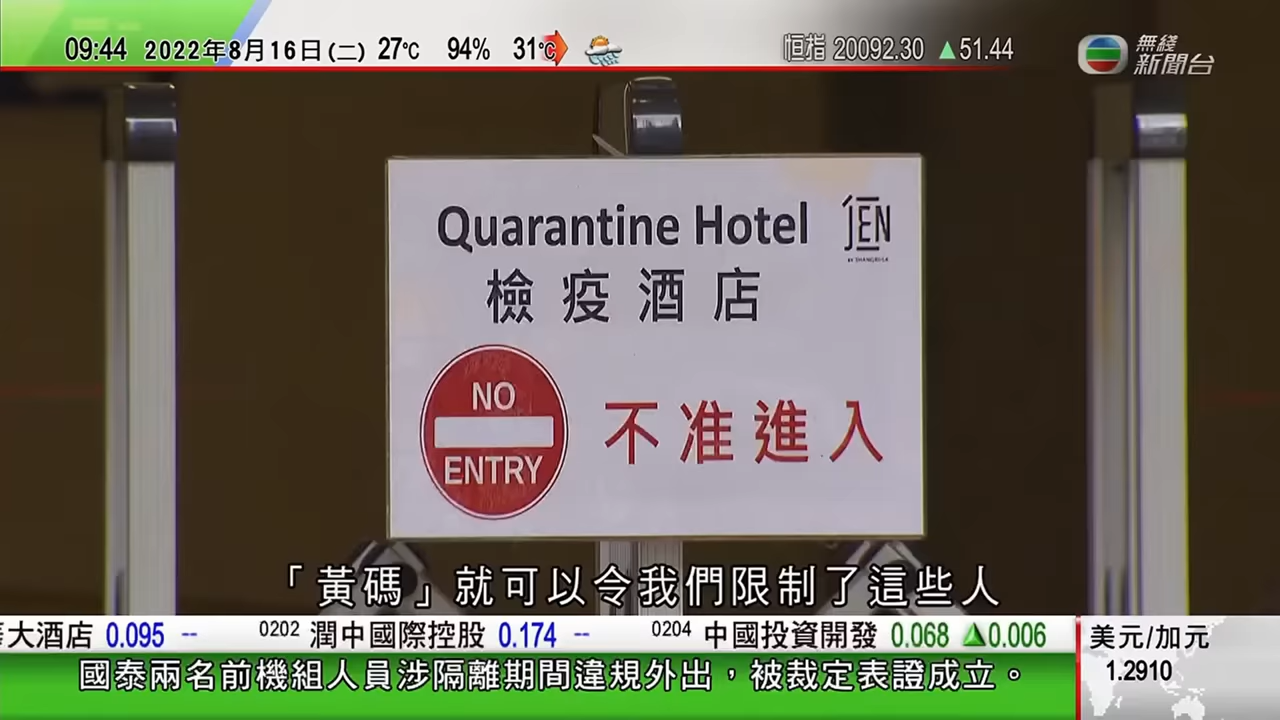 09:44 2022年8月16日(二) 27℃ 94% 31℃ 恒指 20092.30 ▲51.44
無綫
新聞台
Quarantine Hotel
JEN
BY SHANGRI-LA
檢疫酒店
NO
ENTRY
不准進入
「黃碼」就可以令我們限制了這些人
大酒店 0.095 -- 0202 潤中國際控股 0.174 -- 0204 中國投資開發 0.068 ▲0.006
美元/加元
1.2910
國泰兩名前機組人員涉隔離期間違規外出，被裁定表證成立。